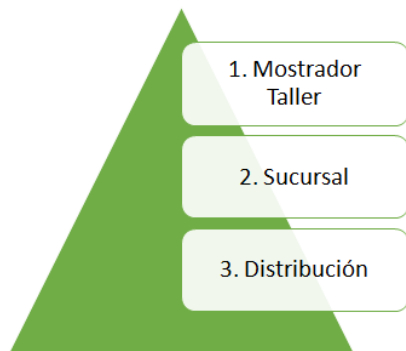 1. Mostrador
Taller
2. Sucursal
3. Distribución